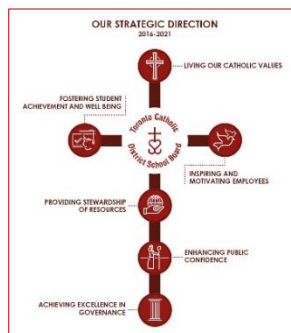 OUR STRATEGIC DIRECTION
2016-2021
LIVING OUR CATHOLIC VALUES
FOSTERING STUDENT
ACHIEVEMENT AND WELL BEING
Toronto Catholic
District School Board
INSPIRING AND
MOTIVATING EMPLOYEES
PROVIDING STEWARDSHIP
OF RESOURCES
ENHANCING PUBLIC
CONFIDENCE
ACHIEVING EXCELLENCE IN
GOVERNANCE